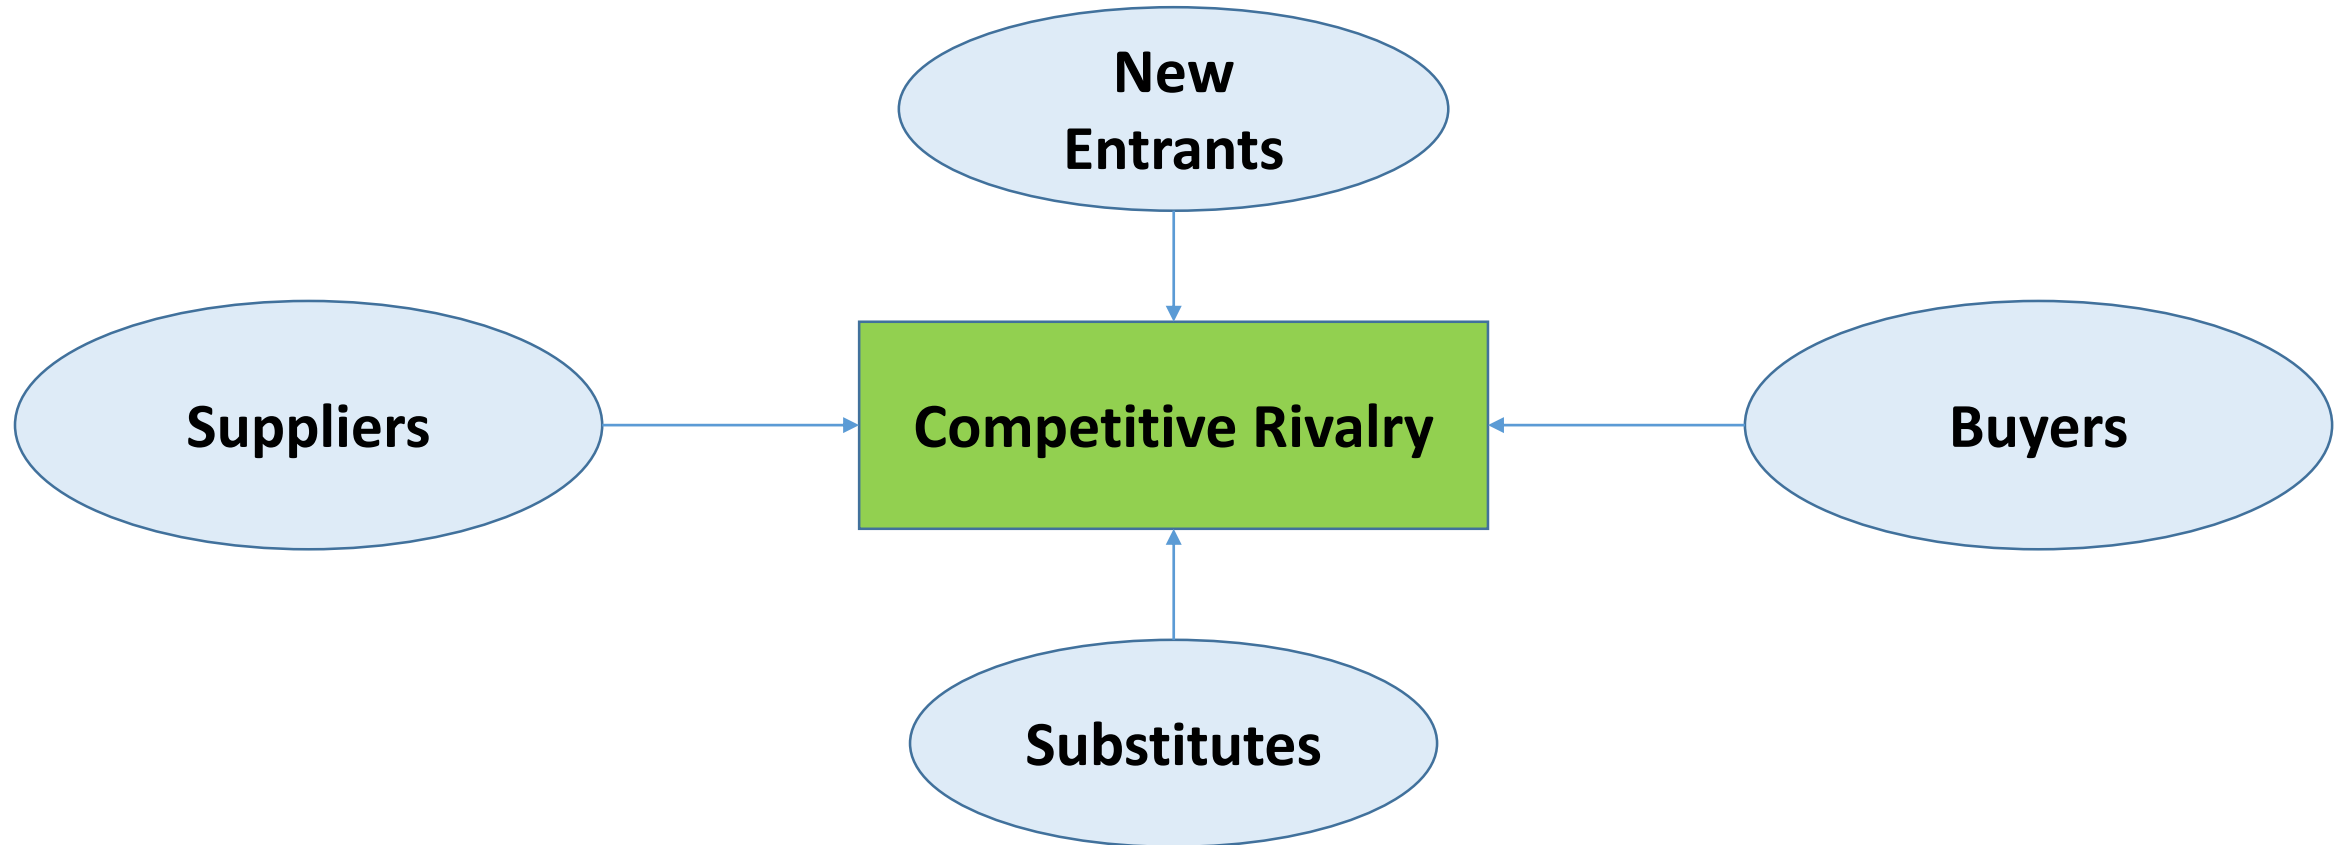 New
Entrants
Suppliers
Competitive Rivalry
Buyers
Substitutes